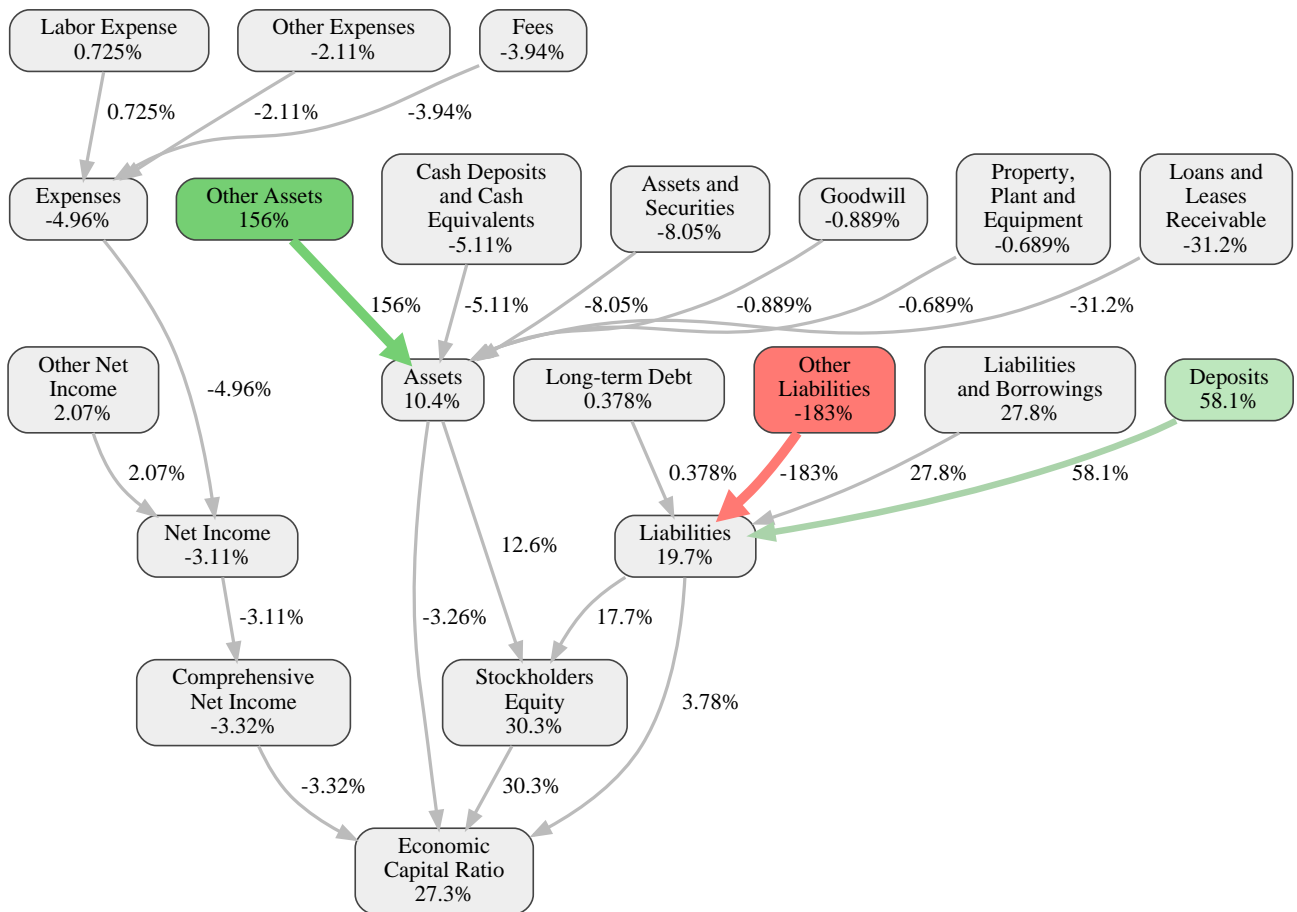 Labor Expense
0.725%
Other Expenses
-2.11%
Fees
-3.94%
0.725%
-2.11%
-3.94%
Expenses
-4.96%
Other Assets
156%
Cash Deposits
and Cash
Equivalents
-5.11%
Assets and
Securities
-8.05%
Goodwill
-0.889%
Property,
Plant and
Equipment
-0.689%
Loans and
Leases
Receivable
-31.2%
156%
-5.11%
-8.05%
-0.889%
-0.689%
-31.2%
Other Net
Income
2.07%
-4.96%
Assets
10.4%
Long-term Debt
0.378%
Other
Liabilities
-183%
Liabilities
and Borrowings
27.8%
Deposits
58.1%
2.07%
0.378%
-183%
27.8%
58.1%
Net Income
-3.11%
12.6%
Liabilities
19.7%
-3.11%
-3.26%
17.7%
Comprehensive
Net Income
-3.32%
Stockholders
Equity
30.3%
3.78%
-3.32%
30.3%
Economic
Capital Ratio
27.3%